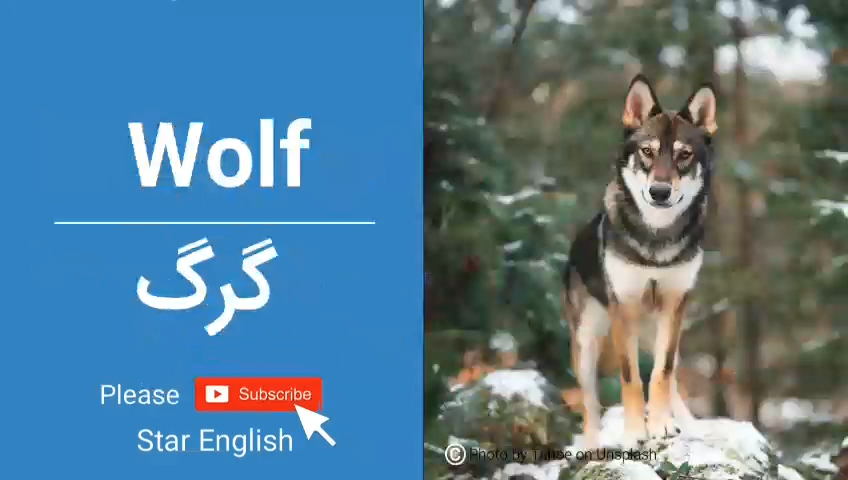 Wolf
گرگ
Please Subscribe
Star English
© Photo by on Unsplash